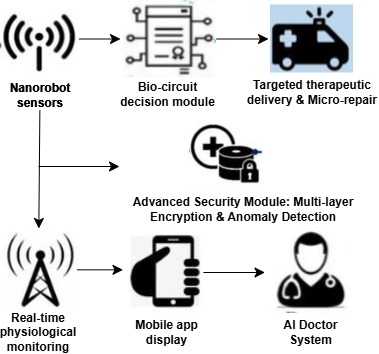 Nanorobot
sensors
Bio-circuit
decision module
Targeted therapeutic
delivery & Micro-repair
Advanced Security Module: Multi-layer
Encryption & Anomaly Detection
Real-time
physiological
monitoring
Mobile app
display
AI Doctor
System